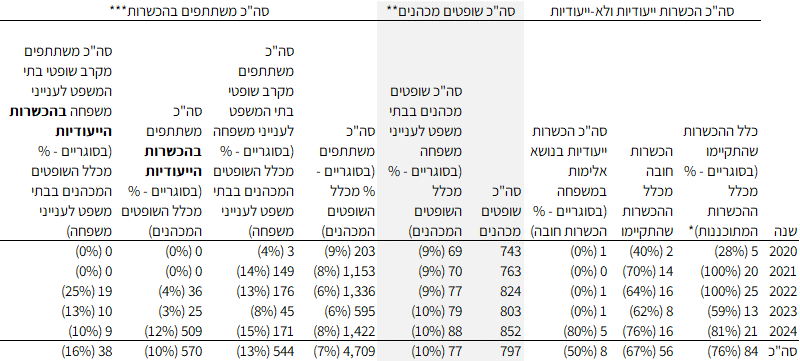 סה"כ הכשרות ייעודיות ולא-ייעודיות סה"כ שופטים מכהנים** סה"כ משתתפים בהכשרות***
שנה כלל ההכשרות שהתקיימו (בסוגריים - % מכלל ההכשרות המתוכננות)* הכשרות חובה מכלל ההכשרות שהתקיימו סה"כ הכשרות ייעודיות בנושא אלימות במשפחה (בסוגריים - % הכשרות חובה) סה"כ שופטים מכהנים סה"כ שופטים מכהנים בבתי משפט לענייני משפחה (בסוגריים - % מכלל השופטים המכהנים) סה"כ משתתפים (בסוגריים - % מכלל השופטים המכהנים) סה"כ משתתפים מקרב שופטי בתי המשפט לענייני משפחה (בסוגריים - % מכלל השופטים המכהנים בבתי משפט לענייני משפחה) סה"כ משתתפים בהכשרות הייעודיות (בסוגריים - % מכלל השופטים המכהנים) סה"כ משתתפים מקרב שופטי בתי המשפט לענייני משפחה בהכשרות הייעודיות (בסוגריים - % מכלל השופטים המכהנים בבתי משפט לענייני משפחה)
2020 5 (28%) 2 (40%) 1 (0%) 743 69 (9%) 203 (9%) 3 (4%) 0 (0%) 0 (0%)
2021 20 (100%) 14 (70%) 0 (0%) 763 70 (9%) 1,153 (8%) 149 (14%) 0 (0%) 0 (0%)
2022 25 (100%) 16 (64%) 1 (0%) 824 77 (9%) 1,336 (6%) 176 (13%) 36 (4%) 19 (25%)
2023 13 (59%) 8 (62%) 1 (0%) 803 79 (10%) 595 (6%) 45 (8%) 25 (3%) 10 (13%)
2024 21 (81%) 16 (76%) 5 (80%) 852 88 (10%) 1,422 (8%) 171 (15%) 509 (12%) 9 (10%)
סה"כ 84 (76%) 56 (67%) 8 (50%) 797 77 (10%) 4,709 (7%) 544 (13%) 570 (10%) 38 (16%)